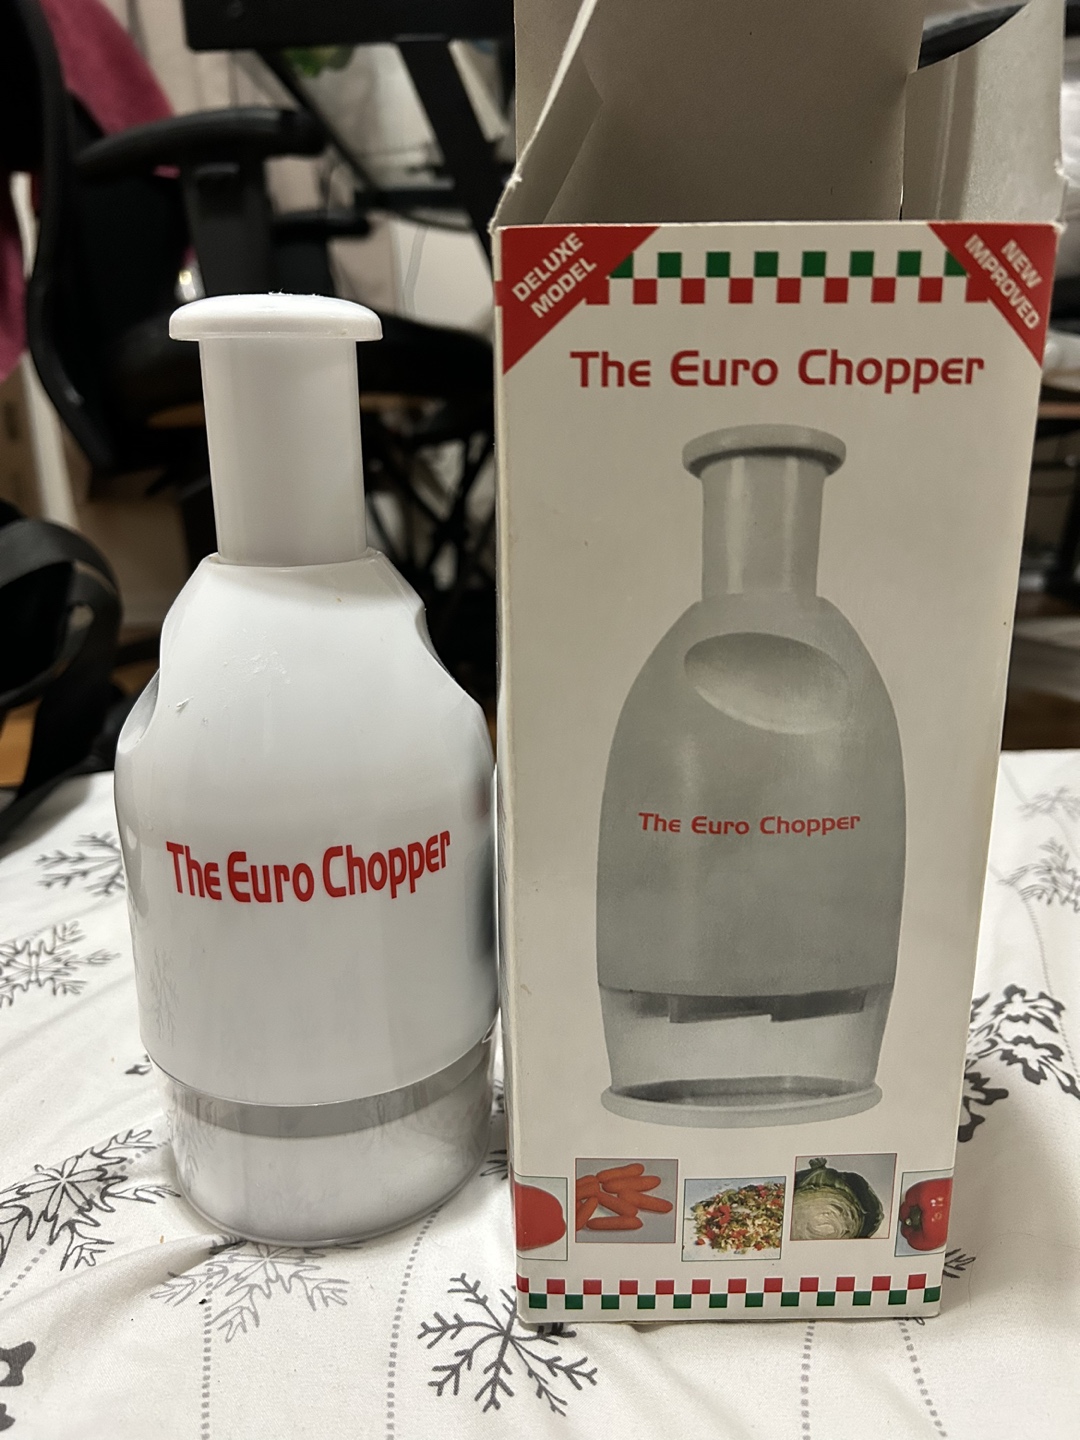 DELUXE
MODEL
NEW
IMPROVED
The Euro Chopper
The Euro Chopper
The Euro Chopper